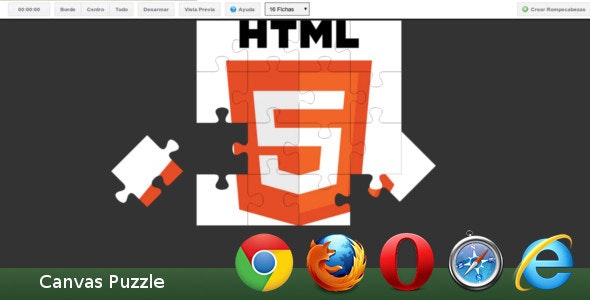 00:00:00 Borde Centro Todo Desarmar Vista Previa Ayuda 16 Fichas Crear Rompecabezas
HTML
5
Canvas Puzzle